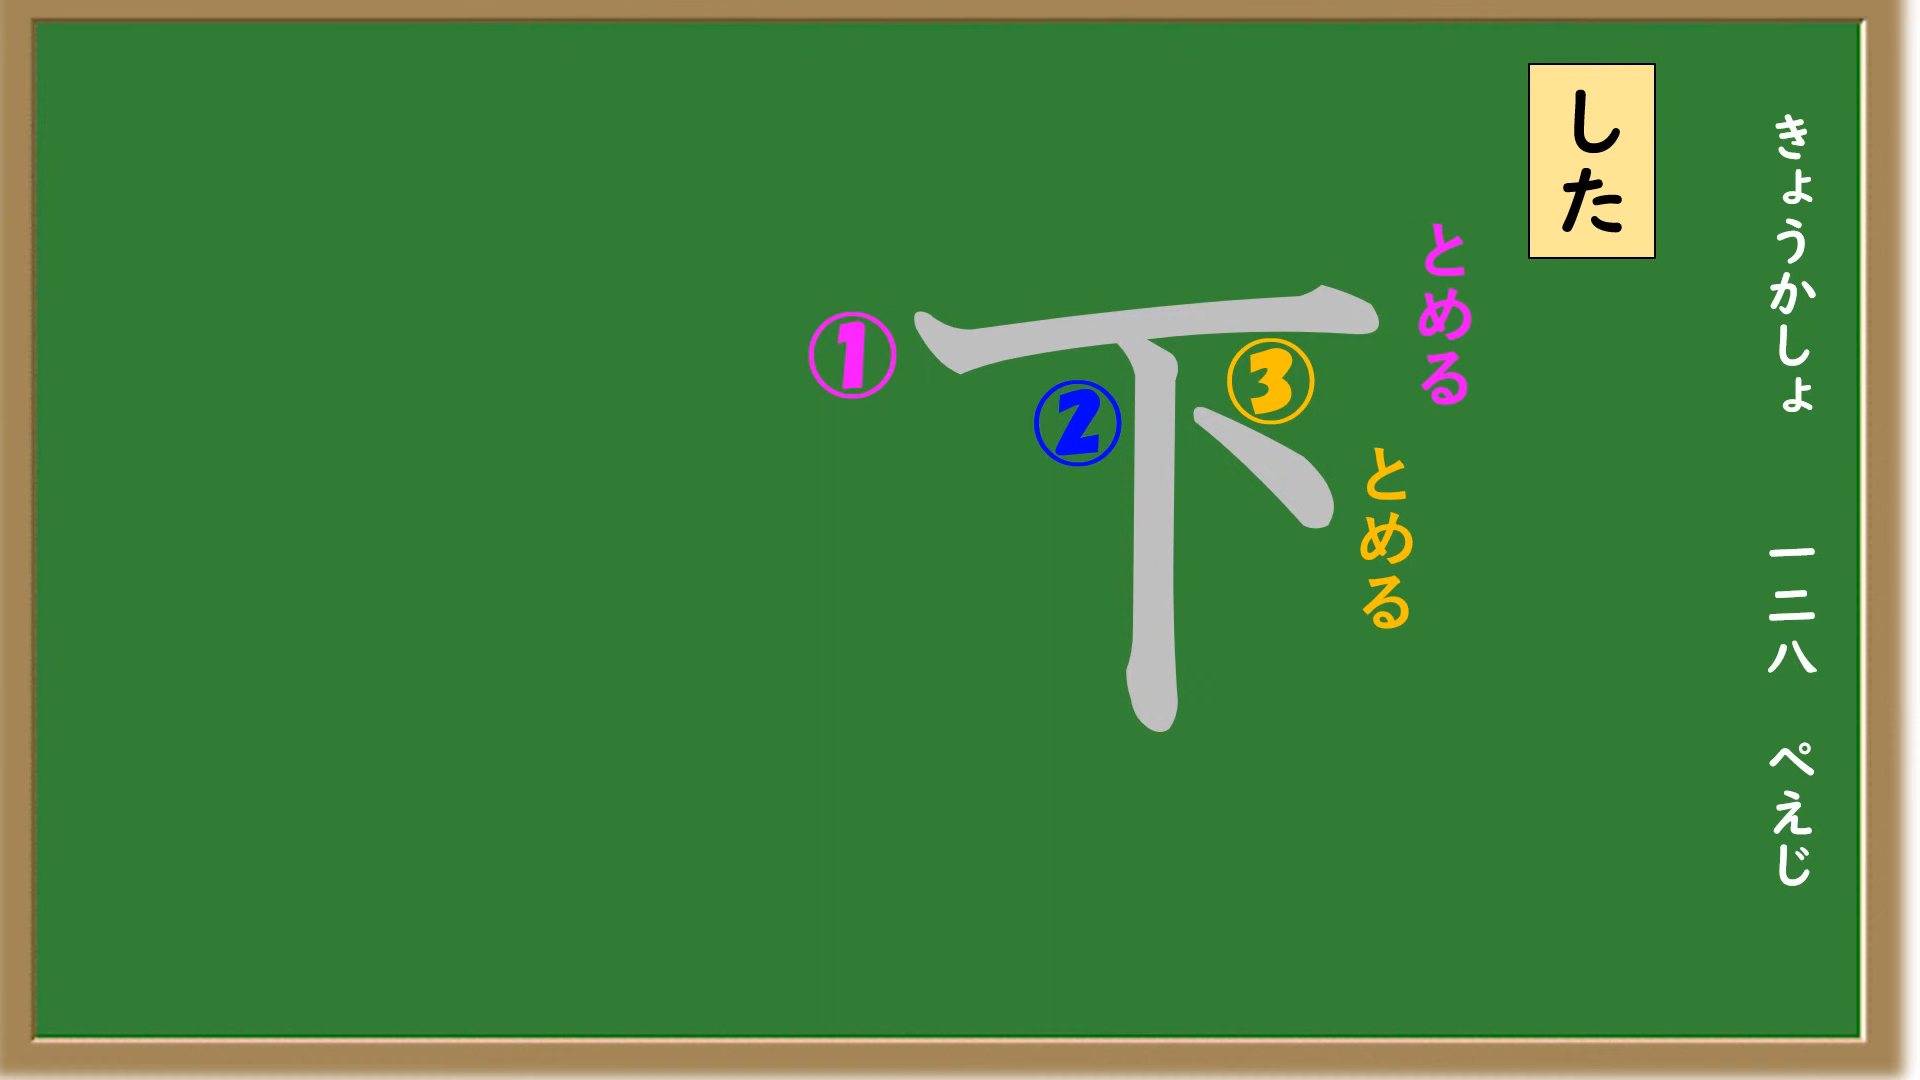 きょうかしょ 一二八 ぺえじ
した
とめる
とめる
③
下
②
①